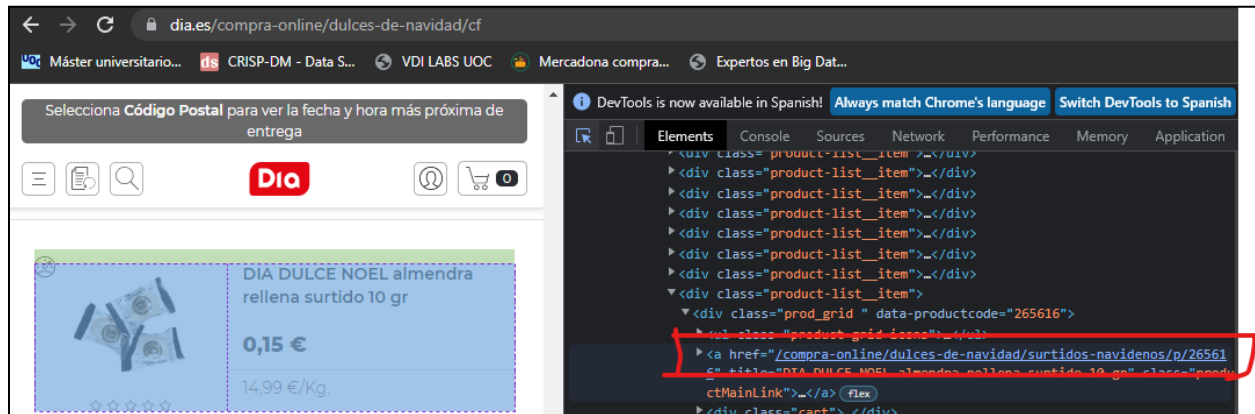 dia.es/compra-online/dulces-de-navidad/cf
Máster universitario... ds CRISP-DM - Data S... VDI LABS UOC Mercadona compra... Expertos en Big Dat...
Selecciona Código Postal para ver la fecha y hora más próxima de
entrega
Dia
0
DIA DULCE NOEL almendra
rellena surtido 10 gr
0,15 €
14,99 €/Kg.
DevTools is now available in Spanish! Always match Chrome's language Switch DevTools to Spanish
Elements Console Sources Network Performance Memory Application
<div class="product-list__item">…</div>
<div class="product-list__item">…</div>
<div class="product-list__item">…</div>
<div class="product-list__item">…</div>
<div class="product-list__item">…</div>
<div class="product-list__item">…</div>
<div class="product-list__item">…</div>
<div class="product-list__item">
<div class="prod_grid " data-productcode="265616">
<ul class="product-grid-icons">…</ul>
<a href="/compra-online/dulces-de-navidad/surtidos-navidenos/p/26561
6" title="DIA DULCE NOEL almendra rellena surtido 10 gr" class="produ
ctMainLink">…</a> flex
<div class="cart">…</div>